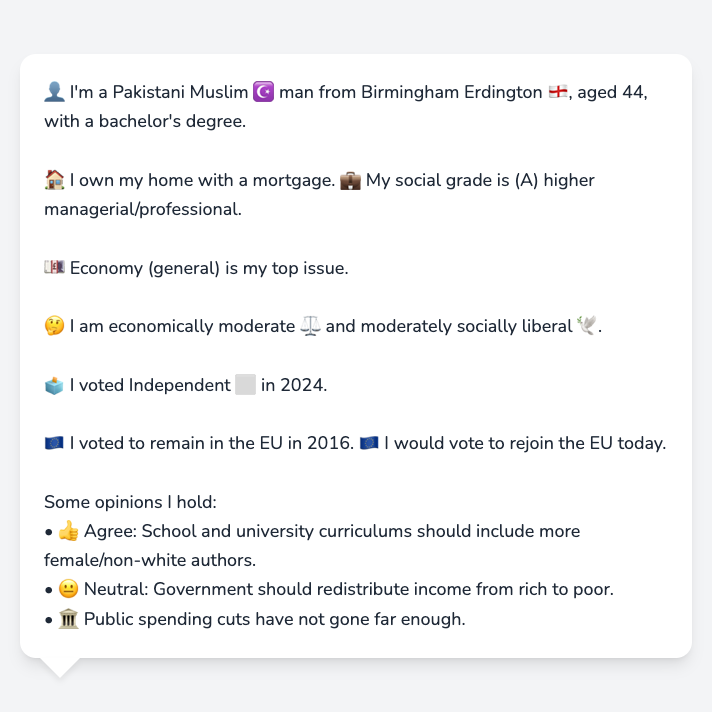 👤 I'm a Pakistani Muslim ☪️ man from Birmingham Erdington 🏴󠁧󠁢󠁥󠁮󠁧󠁿, aged 44,
with a bachelor's degree.
🏠 I own my home with a mortgage. 💼 My social grade is (A) higher
managerial/professional.
💷 Economy (general) is my top issue.
🤔 I am economically moderate ⚖️ and moderately socially liberal 🕊️.
🗳️ I voted Independent ⬜ in 2024.
🇪🇺 I voted to remain in the EU in 2016. 🇪🇺 I would vote to rejoin the EU today.
Some opinions I hold:
• 👍 Agree: School and university curriculums should include more
female/non-white authors.
• 😐 Neutral: Government should redistribute income from rich to poor.
• 🏛️ Public spending cuts have not gone far enough.